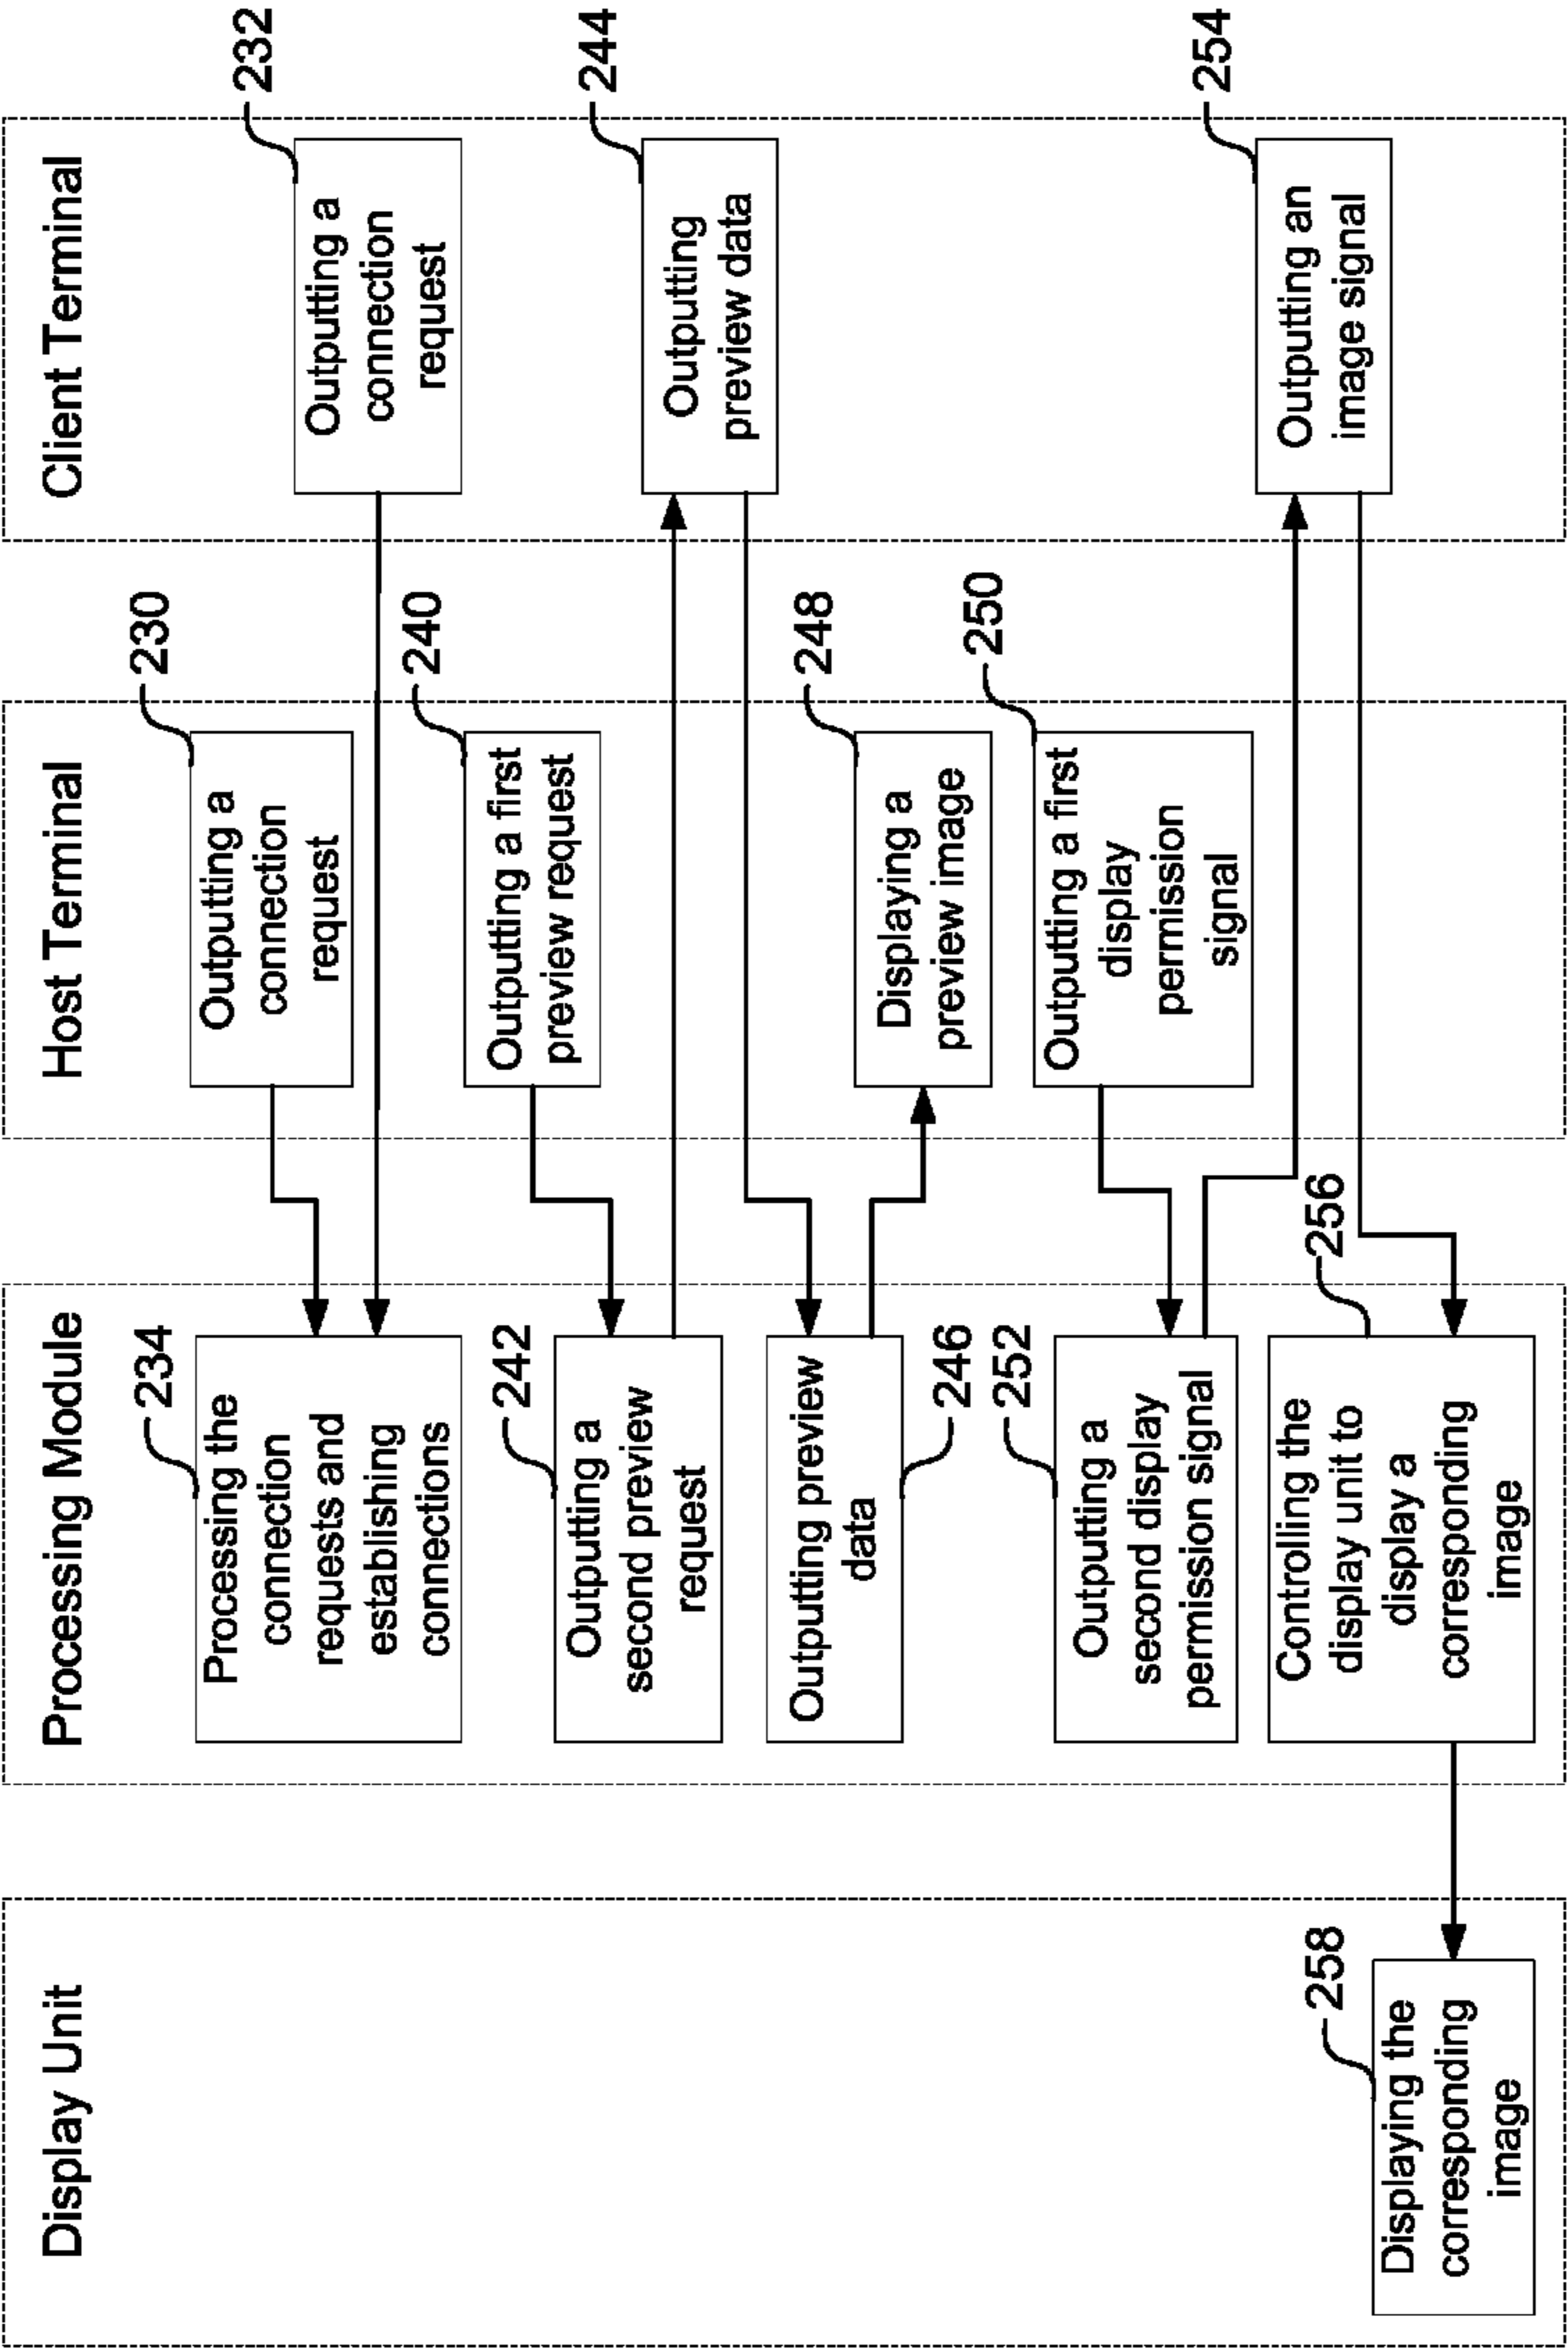 Display Unit
Processing Module
Host Terminal
Client Terminal
230
Outputting a
connection
request
232
Outputting a
connection
request
234
Processing the
connection
requests and
establishing
connections
240
Outputting a first
preview request
242
Outputting a
second preview
request
244
Outputting
preview data
246
Outputting preview
data
248
Displaying a
preview image
250
Outputting a first
display
permission
signal
252
Outputting a
second display
permission signal
254
Outputting an
image signal
256
Controlling the
display unit to
display a
corresponding
image
258
Displaying the
corresponding
image